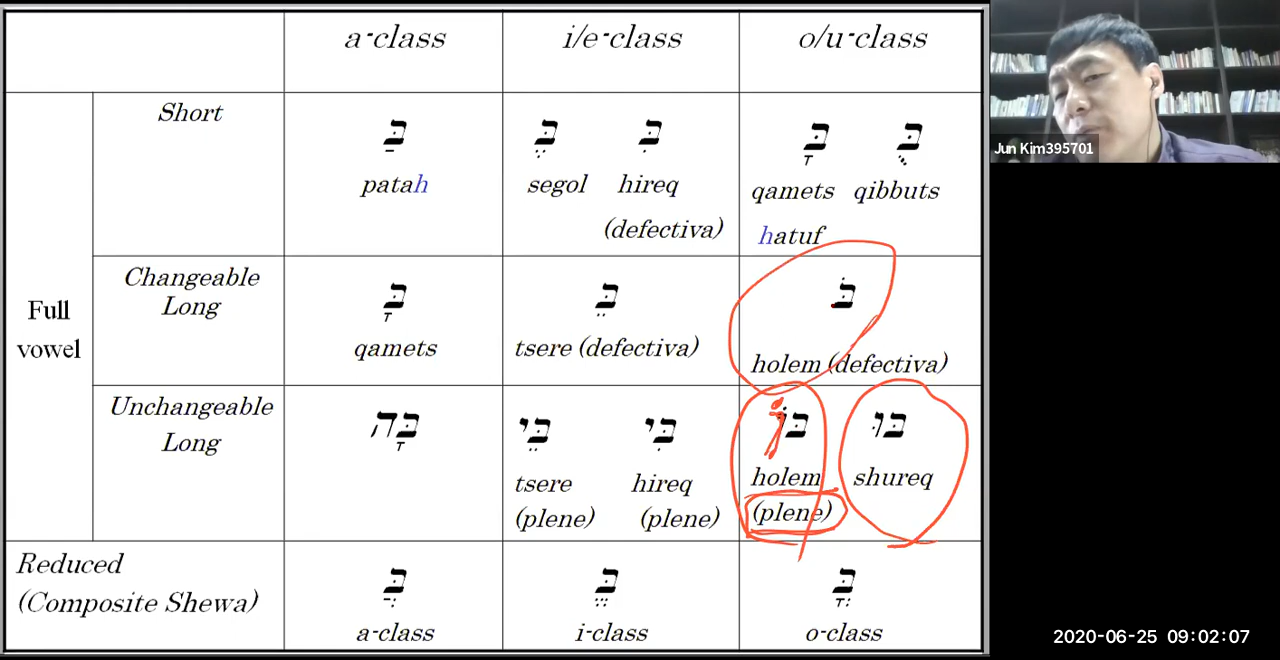 a-class i/e-class o/u-class
Short
בַּ בֶּ בִּ בָּ בֻּ
patah segol hireq qamets qibbuts
(defectiva) hatuf
Changeable
Long
בָּ בֵּ בֹּ
qamets tsere (defectiva) holem (defectiva)
Full
vowel
Unchangeable
Long
בָּה בֵּי בִּי בּוֹ בּוּ
tsere hireq holem shureq
(plene) (plene) (plene)
Reduced
(Composite Shewa)
בֲּ בֱּ בֳּ
a-class i-class o-class
Jun Kim395701
2020-06-25 09:02:07